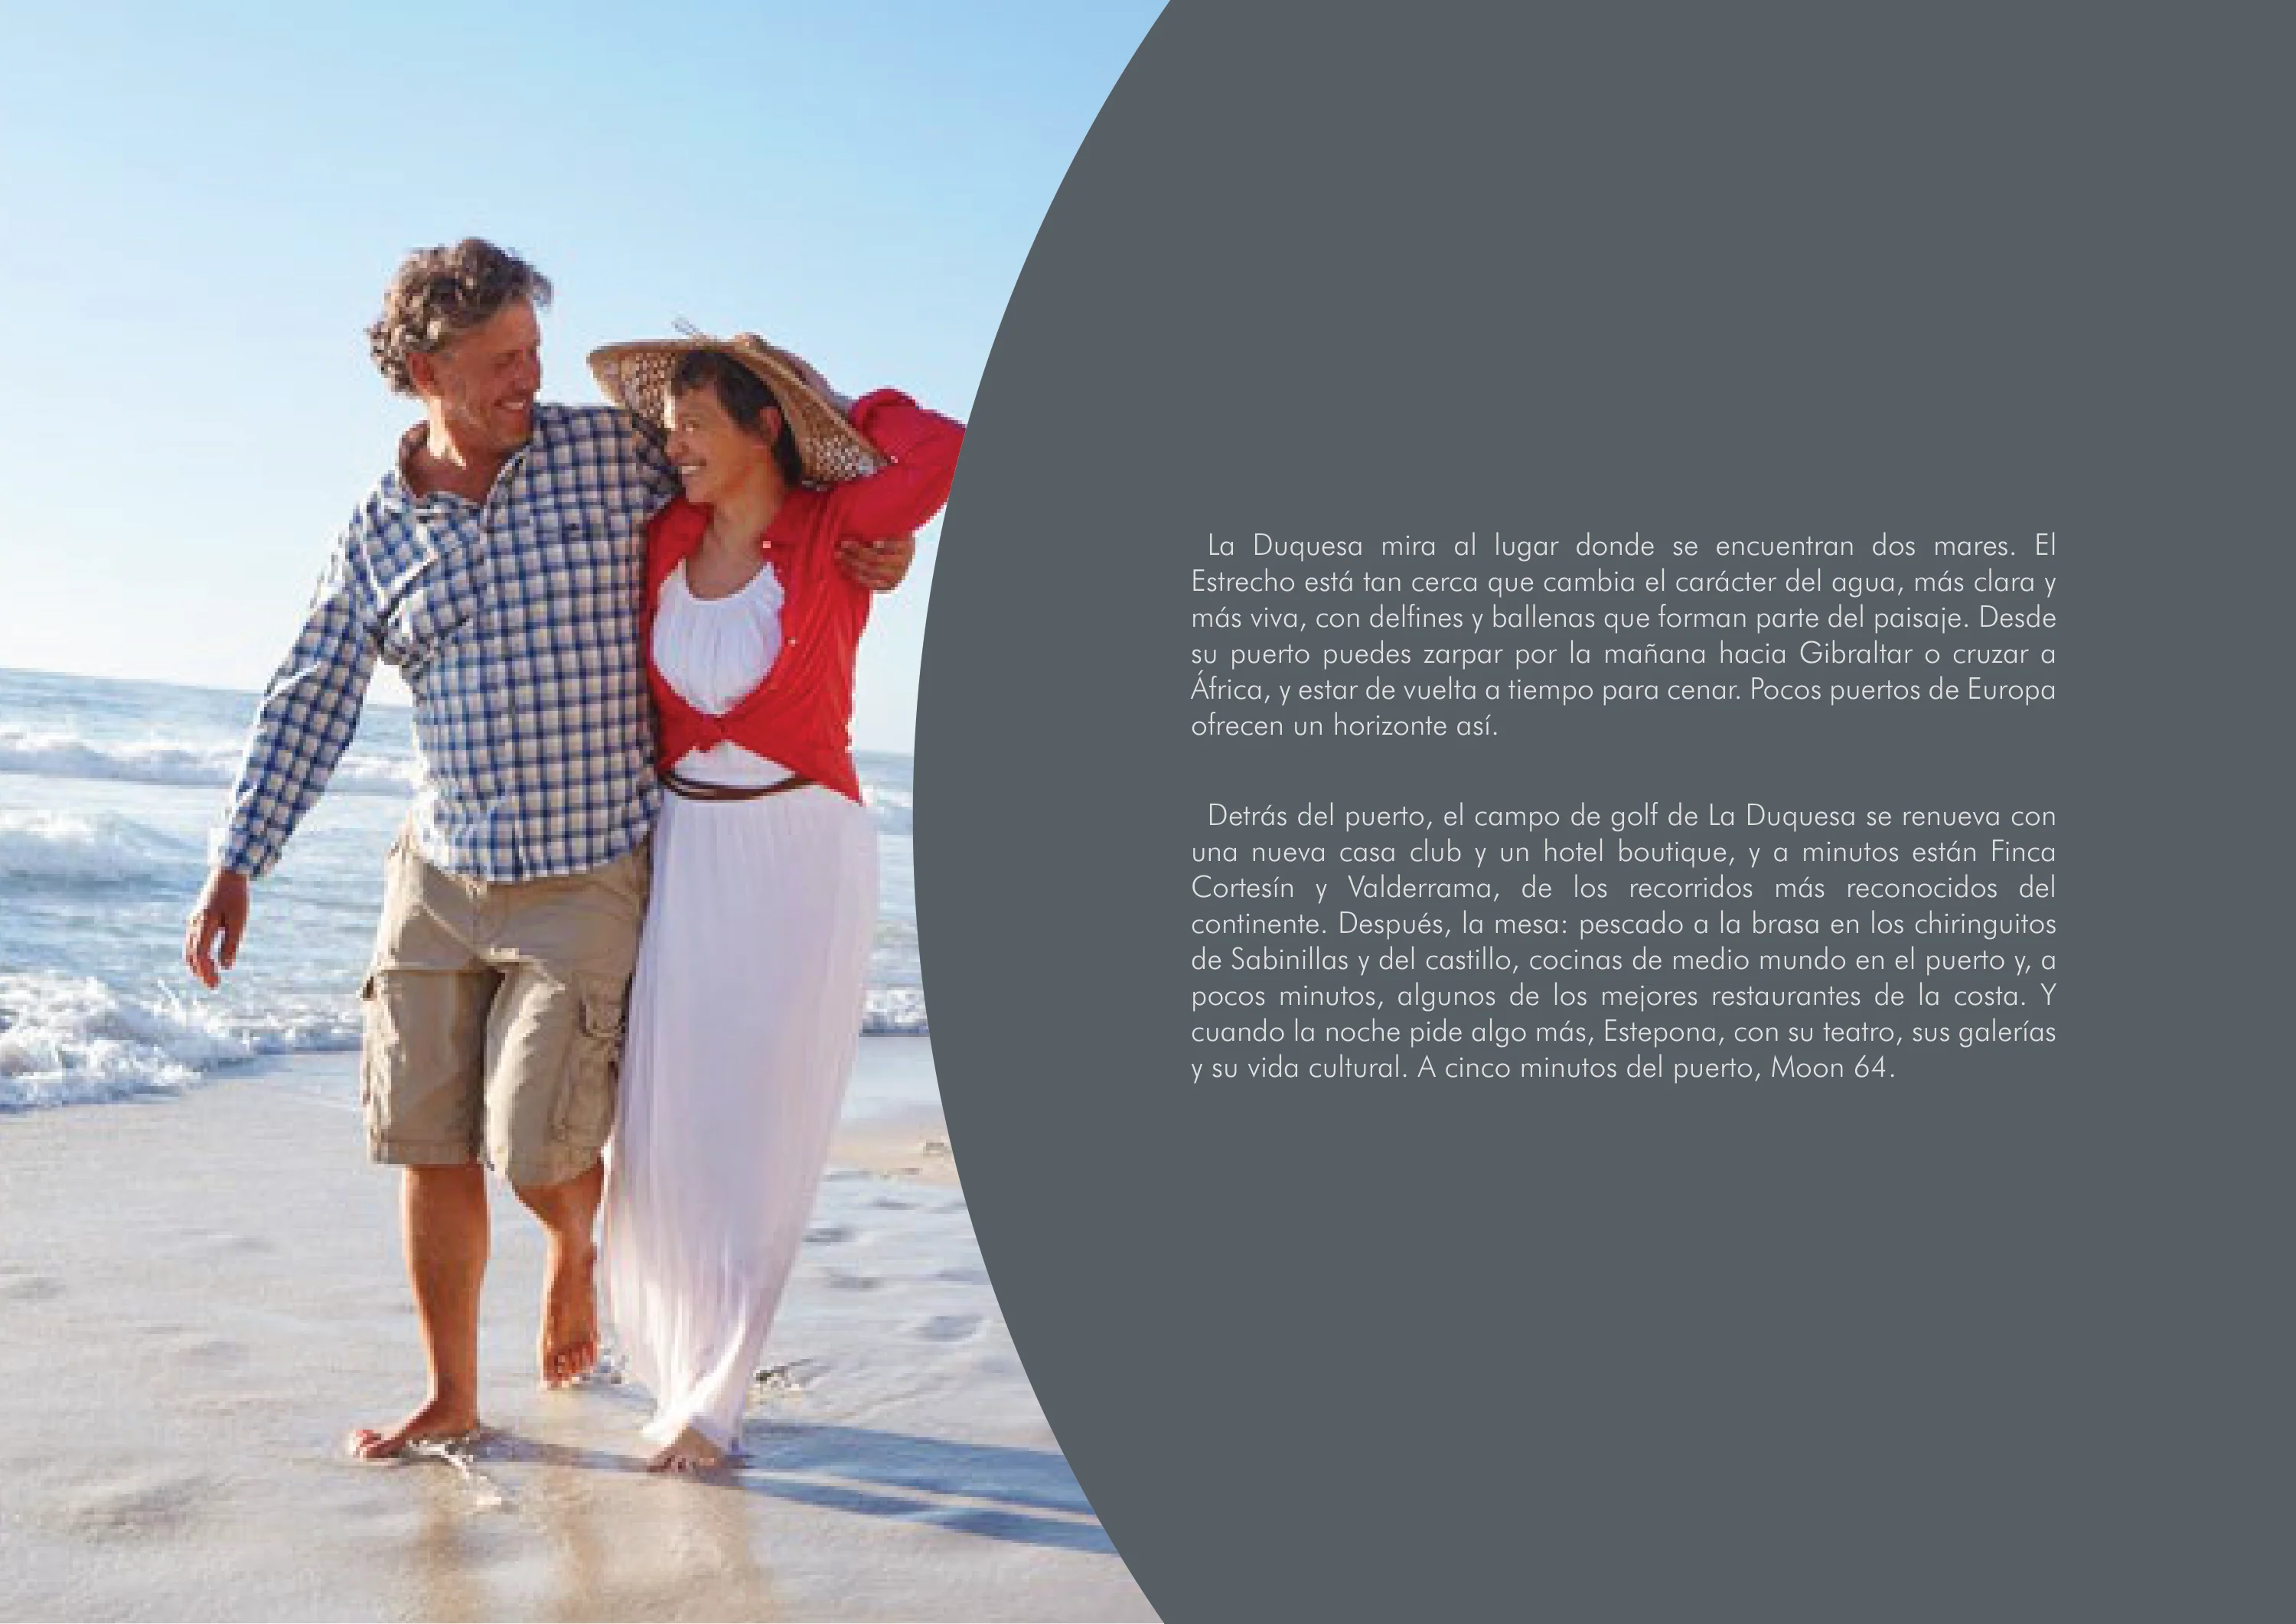 La Duquesa mira al lugar donde se encuentran dos mares. El
Estrecho está tan cerca que cambia el carácter del agua, más clara y
más viva, con delfines y ballenas que forman parte del paisaje. Desde
su puerto puedes zarpar por la mañana hacia Gibraltar o cruzar a
África, y estar de vuelta a tiempo para cenar. Pocos puertos de Europa
ofrecen un horizonte así.
Detrás del puerto, el campo de golf de La Duquesa se renueva con
una nueva casa club y un hotel boutique, y a minutos están Finca
Cortesín y Valderrama, de los recorridos más reconocidos del
continente. Después, la mesa: pescado a la brasa en los chiringuitos
de Sabinillas y del castillo, cocinas de medio mundo en el puerto y, a
pocos minutos, algunos de los mejores restaurantes de la costa. Y
cuando la noche pide algo más, Estepona, con su teatro, sus galerías
y su vida cultural. A cinco minutos del puerto, Moon 64.